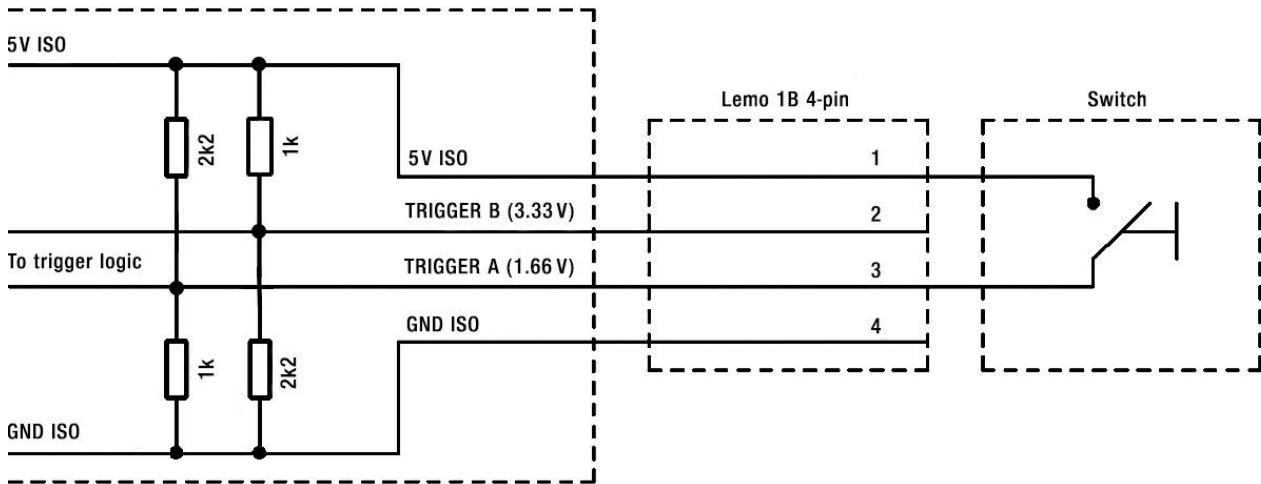 5V ISO
Lemo 1B 4-pin
Switch
2k2
1k
5V ISO
1
TRIGGER B (3.33 V)
2
To trigger logic
TRIGGER A (1.66 V)
3
GND ISO
4
1k
2k2
GND ISO